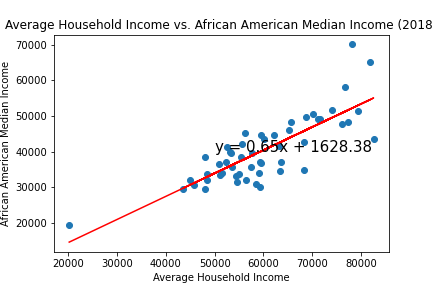 Average Household Income vs. African American Median Income (2018
70000
60000
50000
40000
30000
20000
y = 0.65x + 1628.38
20000 30000 40000 50000 60000 70000 80000
Average Household Income
African American Median Income